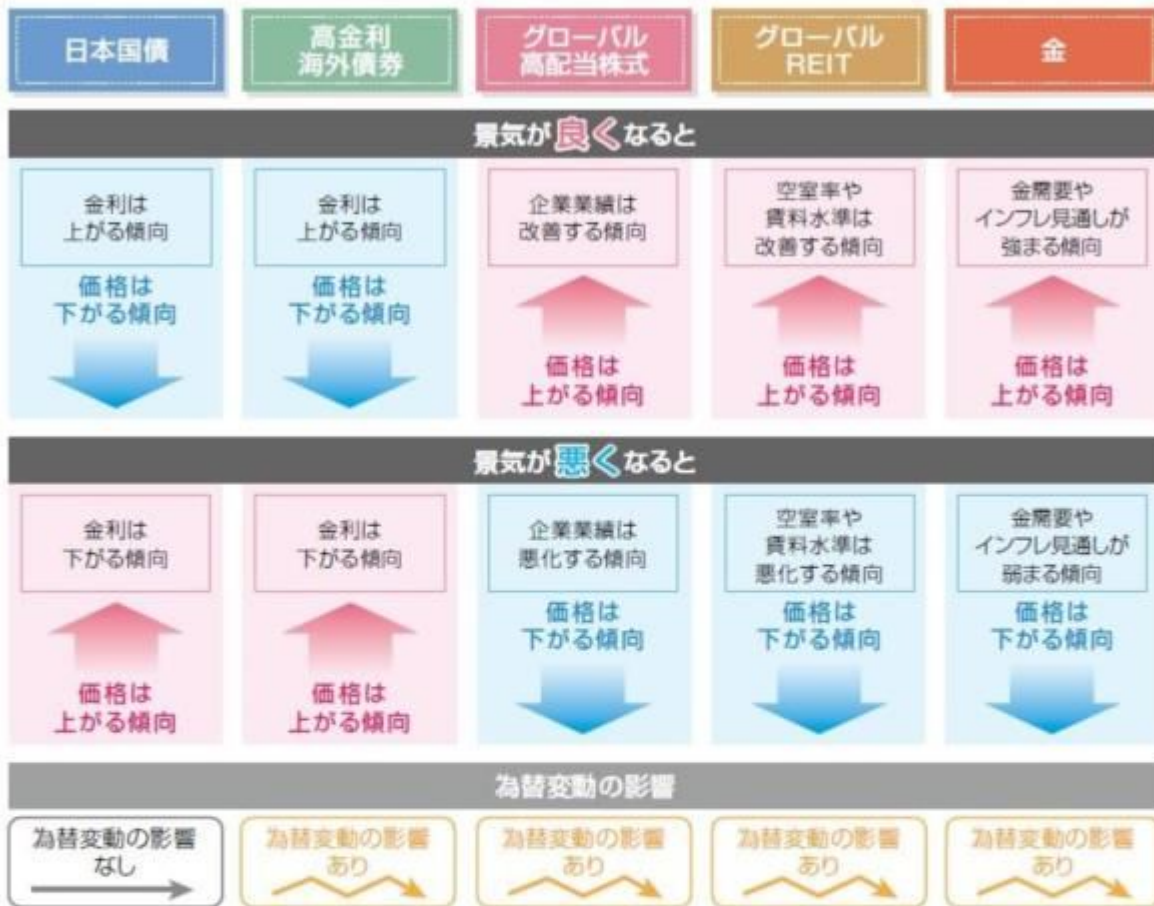 日本国債
高金利
海外債券
グローバル
高配当株式
グローバル
REIT
金
景気が良くなると
金利は
上がる傾向
価格は
下がる傾向
金利は
上がる傾向
価格は
下がる傾向
企業業績は
改善する傾向
価格は
上がる傾向
空室率や
賃料水準は
改善する傾向
価格は
上がる傾向
金需要や
インフレ見通しが
強まる傾向
価格は
上がる傾向
景気が悪くなると
金利は
下がる傾向
価格は
上がる傾向
金利は
下がる傾向
価格は
上がる傾向
企業業績は
悪化する傾向
価格は
下がる傾向
空室率や
賃料水準は
悪化する傾向
価格は
下がる傾向
金需要や
インフレ見通しが
弱まる傾向
価格は
下がる傾向
為替変動の影響
為替変動の影響
なし
為替変動の影響
あり
為替変動の影響
あり
為替変動の影響
あり
為替変動の影響
あり